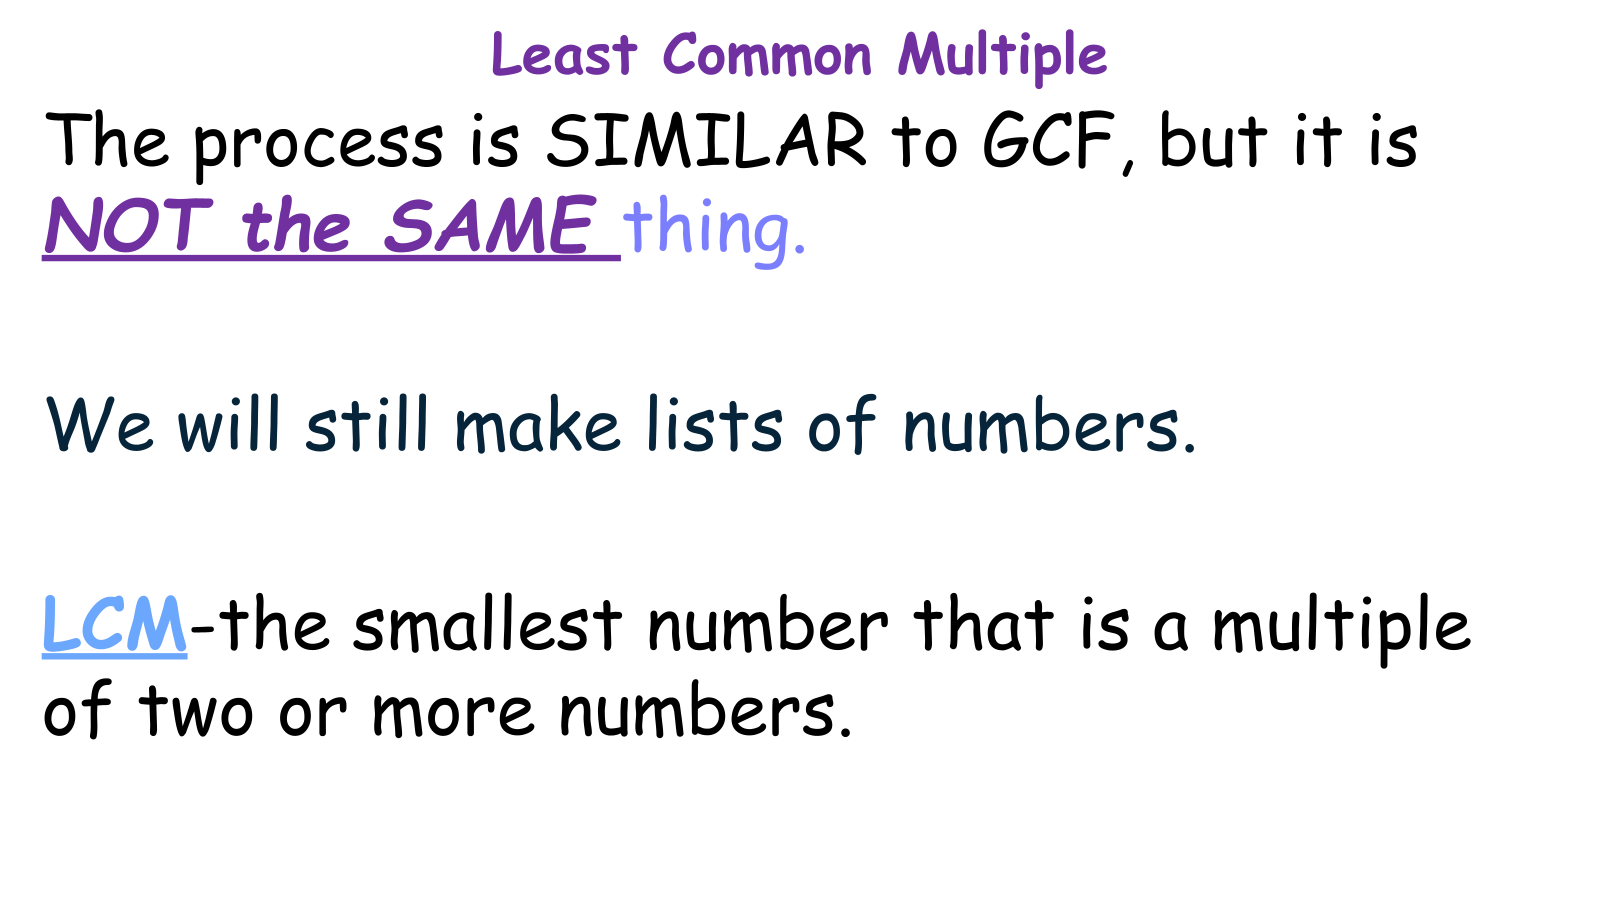 Least Common Multiple
The process is SIMILAR to GCF, but it is
NOT the SAME thing.
We will still make lists of numbers.
LCM-the smallest number that is a multiple
of two or more numbers.